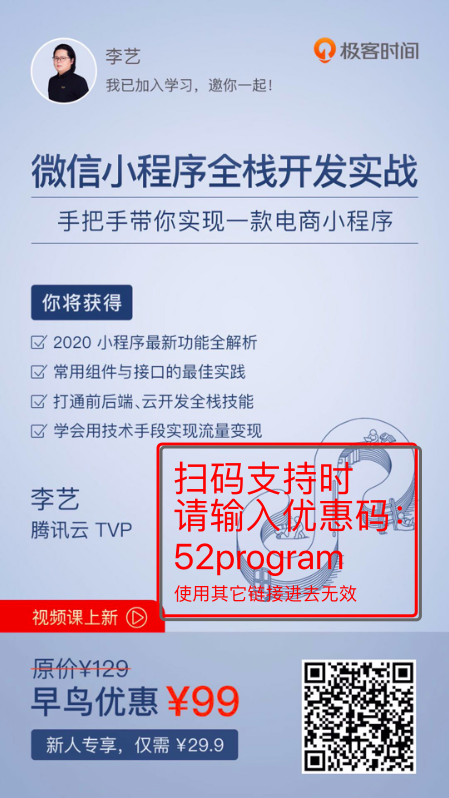 李艺
极客时间
我已加入学习，邀你一起！
微信小程序全栈开发实战
手把手带你实现一款电商小程序
你将获得
2020 小程序最新功能全解析
常用组件与接口的最佳实践
打通前后端、云开发全栈技能
学会用技术手段实现流量变现
扫码支持时
请输入优惠码：
52program
使用其它链接进去无效
李艺
腾讯云 TVP
视频课上新
原价¥129
早鸟优惠 ¥99
新人专享，仅需 ¥29.9